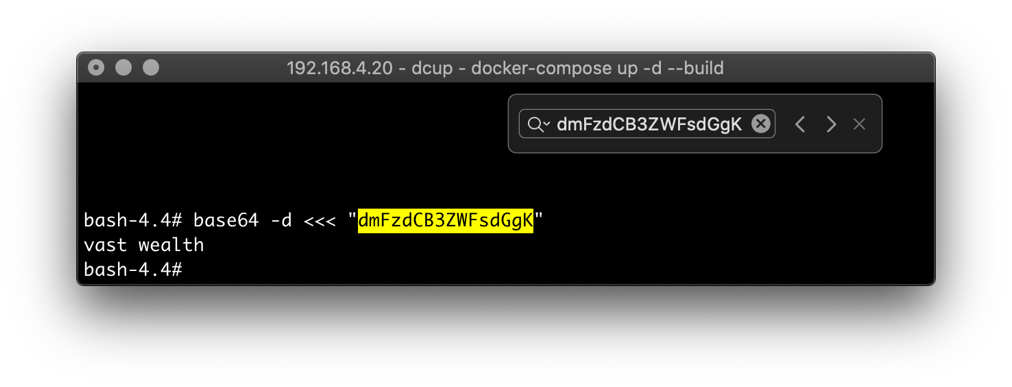 192.168.4.20 - dcup - docker-compose up -d --build
dmFzdCB3ZWFsdGgK
bash-4.4# base64 -d <<< "dmFzdCB3ZWFsdGgK"
vast wealth
bash-4.4#